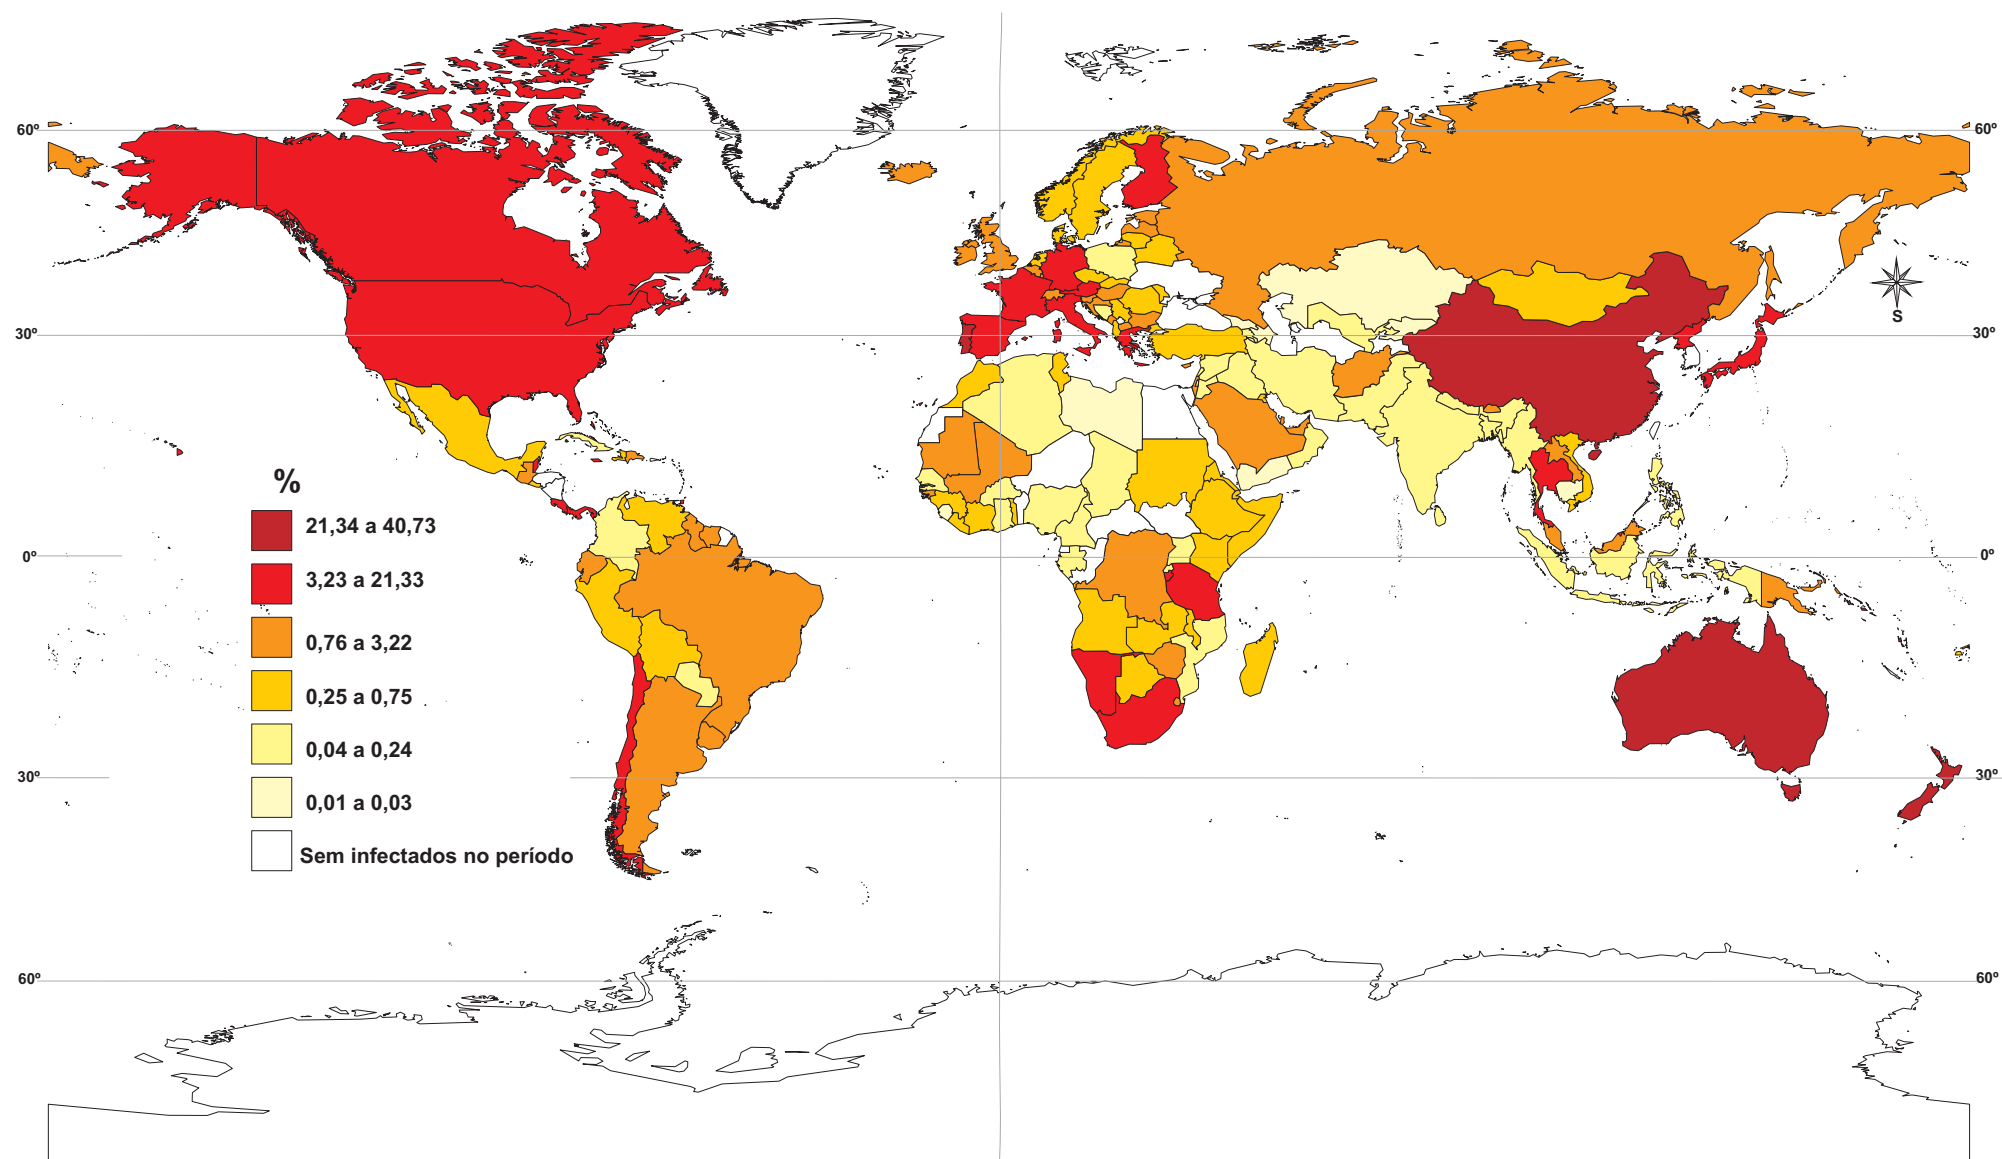 60º 60º
S
30º 30º
%
21,34 a 40,73
0º 0º
3,23 a 21,33
0,76 a 3,22
0,25 a 0,75
0,04 a 0,24
30º 30º
0,01 a 0,03
Sem infectados no período
60º 60º